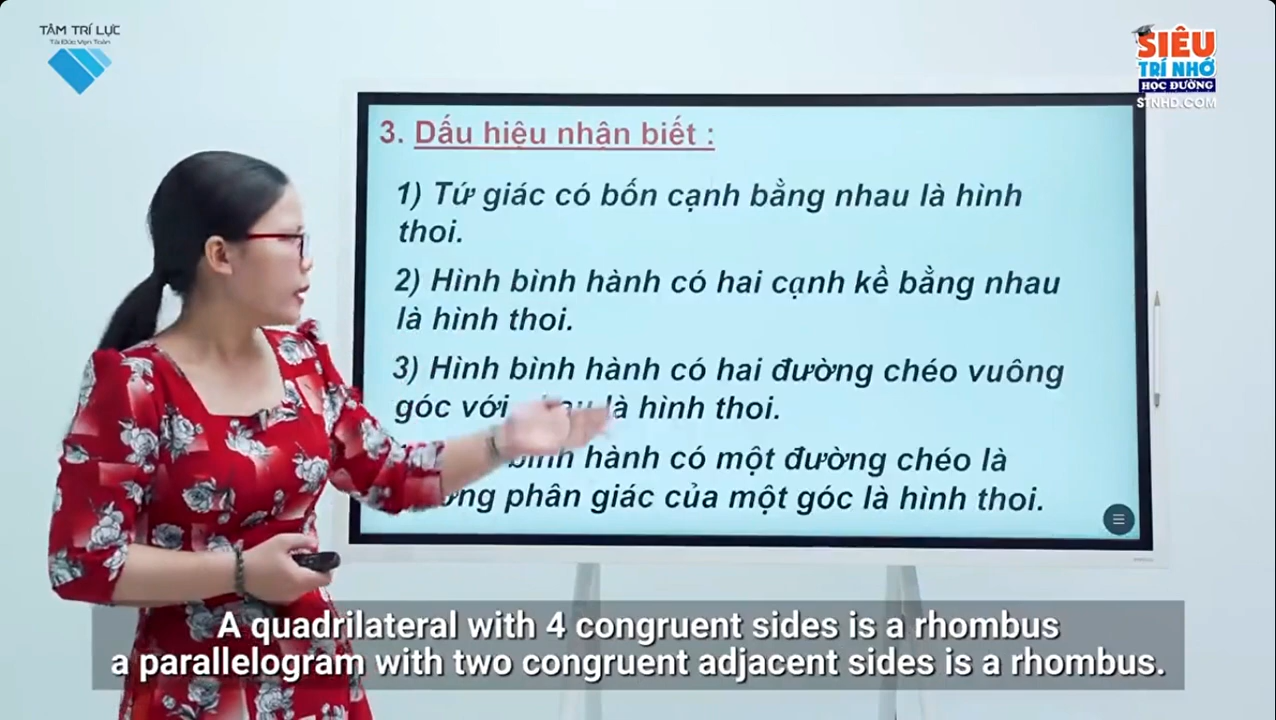 TÂM TRÍ LỰC
Tài Đức Vẹn Toàn
SIÊU
TRÍ NHỚ
HỌC ĐƯỜNG
STNHD.COM
3. Dấu hiệu nhận biết :
1) Tứ giác có bốn cạnh bằng nhau là hình
thoi.
2) Hình bình hành có hai cạnh kề bằng nhau
là hình thoi.
3) Hình bình hành có hai đường chéo vuông
góc với là hình thoi.
hành có một đường chéo là
phân giác của một góc là hình thoi.
A quadrilateral with 4 congruent sides is a rhombus
a parallelogram with two congruent adjacent sides is a rhombus.